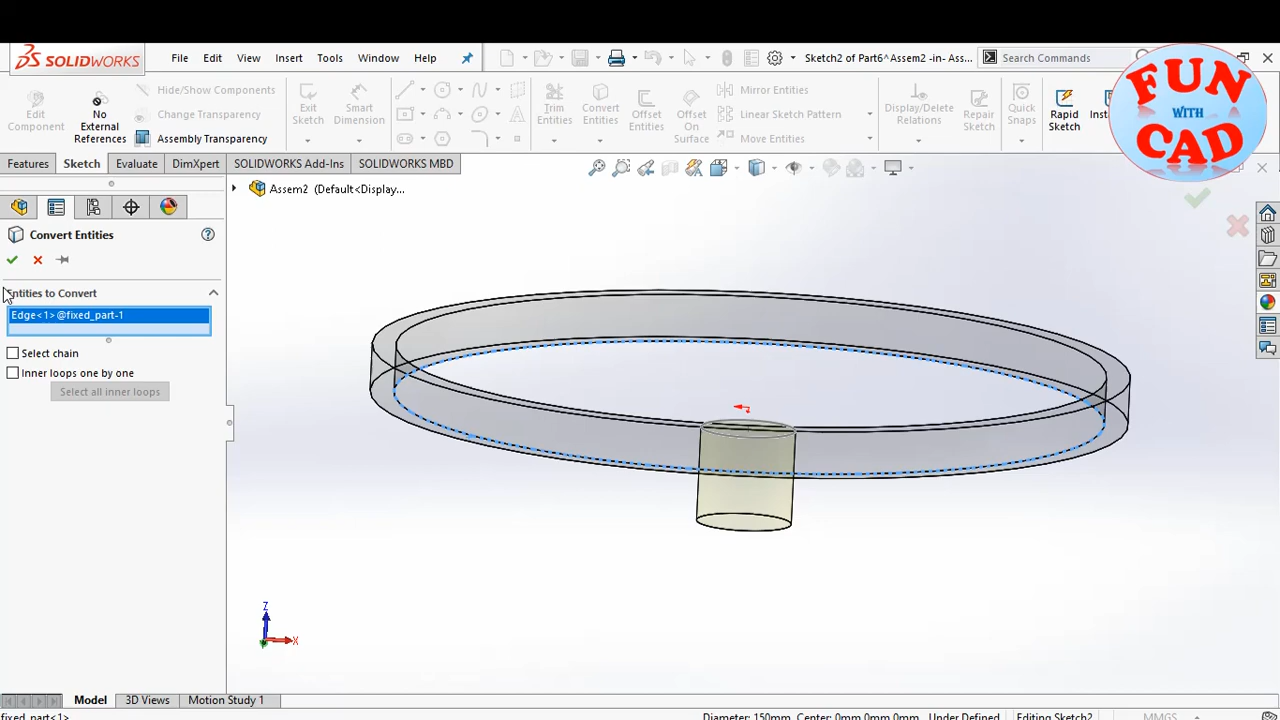 SOLIDWORKS
File
Edit
View
Insert
Tools
Window
Help
Sketch2 of Part6^Assem2 -in- Assem...
Search Commands
Edit
Component
No
External
References
Hide/Show Components
Change Transparency
Assembly Transparency
Exit
Sketch
Smart
Dimension
Trim
Entities
Convert
Entities
Offset
Entities
Offset
On
Surface
Mirror Entities
Linear Sketch Pattern
Move Entities
Display/Delete
Relations
Repair
Sketch
Quick
Snaps
Rapid
Sketch
FUN
WITH
CAD
Features
Sketch
Evaluate
DimXpert
SOLIDWORKS Add-Ins
SOLIDWORKS MBD
Assem2 (Default<Display...
Convert Entities
Entities to Convert
Edge<1>@fixed_part-1
Select chain
Inner loops one by one
Select all inner loops
Z
X
Model
3D Views
Motion Study 1
fixed_part<1>
Diameter: 150mm Center: 0mm 0mm 0mm
Under Defined
Editing Sketch2
MMGS